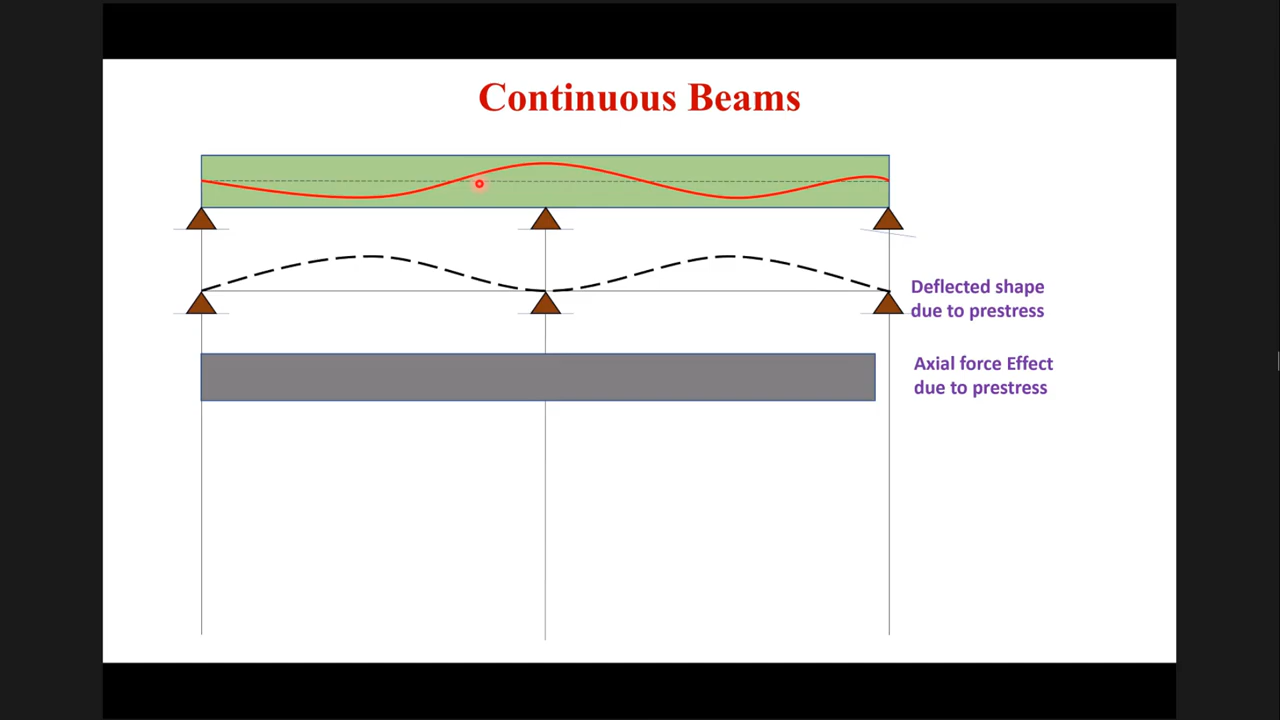 Continuous Beams
Deflected shape
due to prestress
Axial force Effect
due to prestress